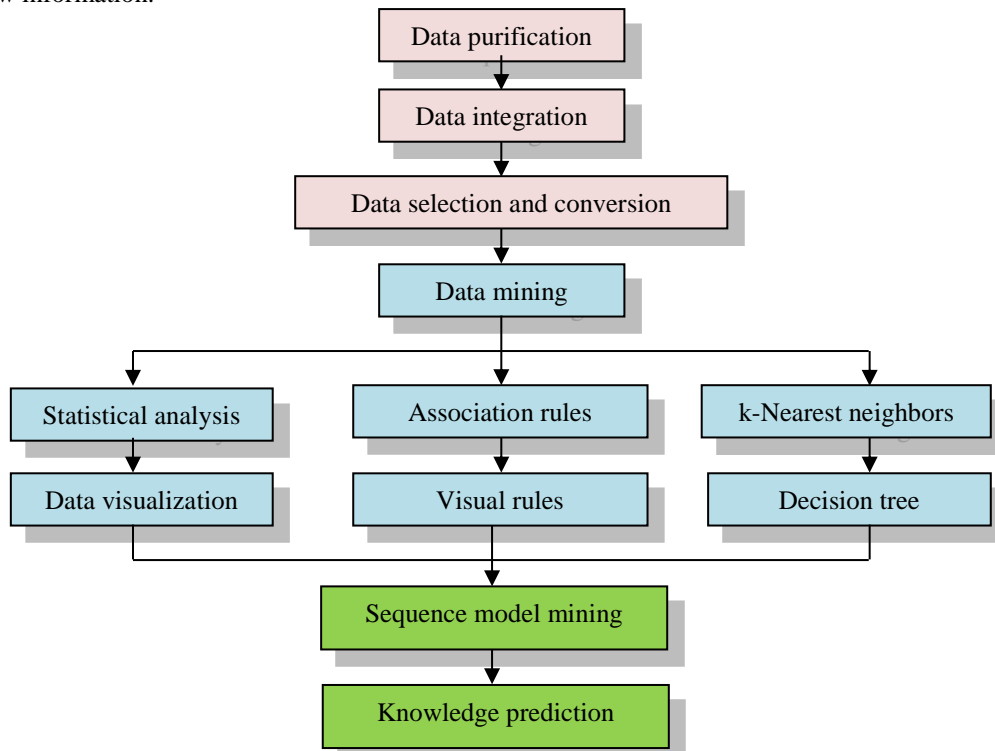 w information.
Data purification
Data integration
Data selection and conversion
Data mining
Statistical analysis
Association rules
k-Nearest neighbors
Data visualization
Visual rules
Decision tree
Sequence model mining
Knowledge prediction